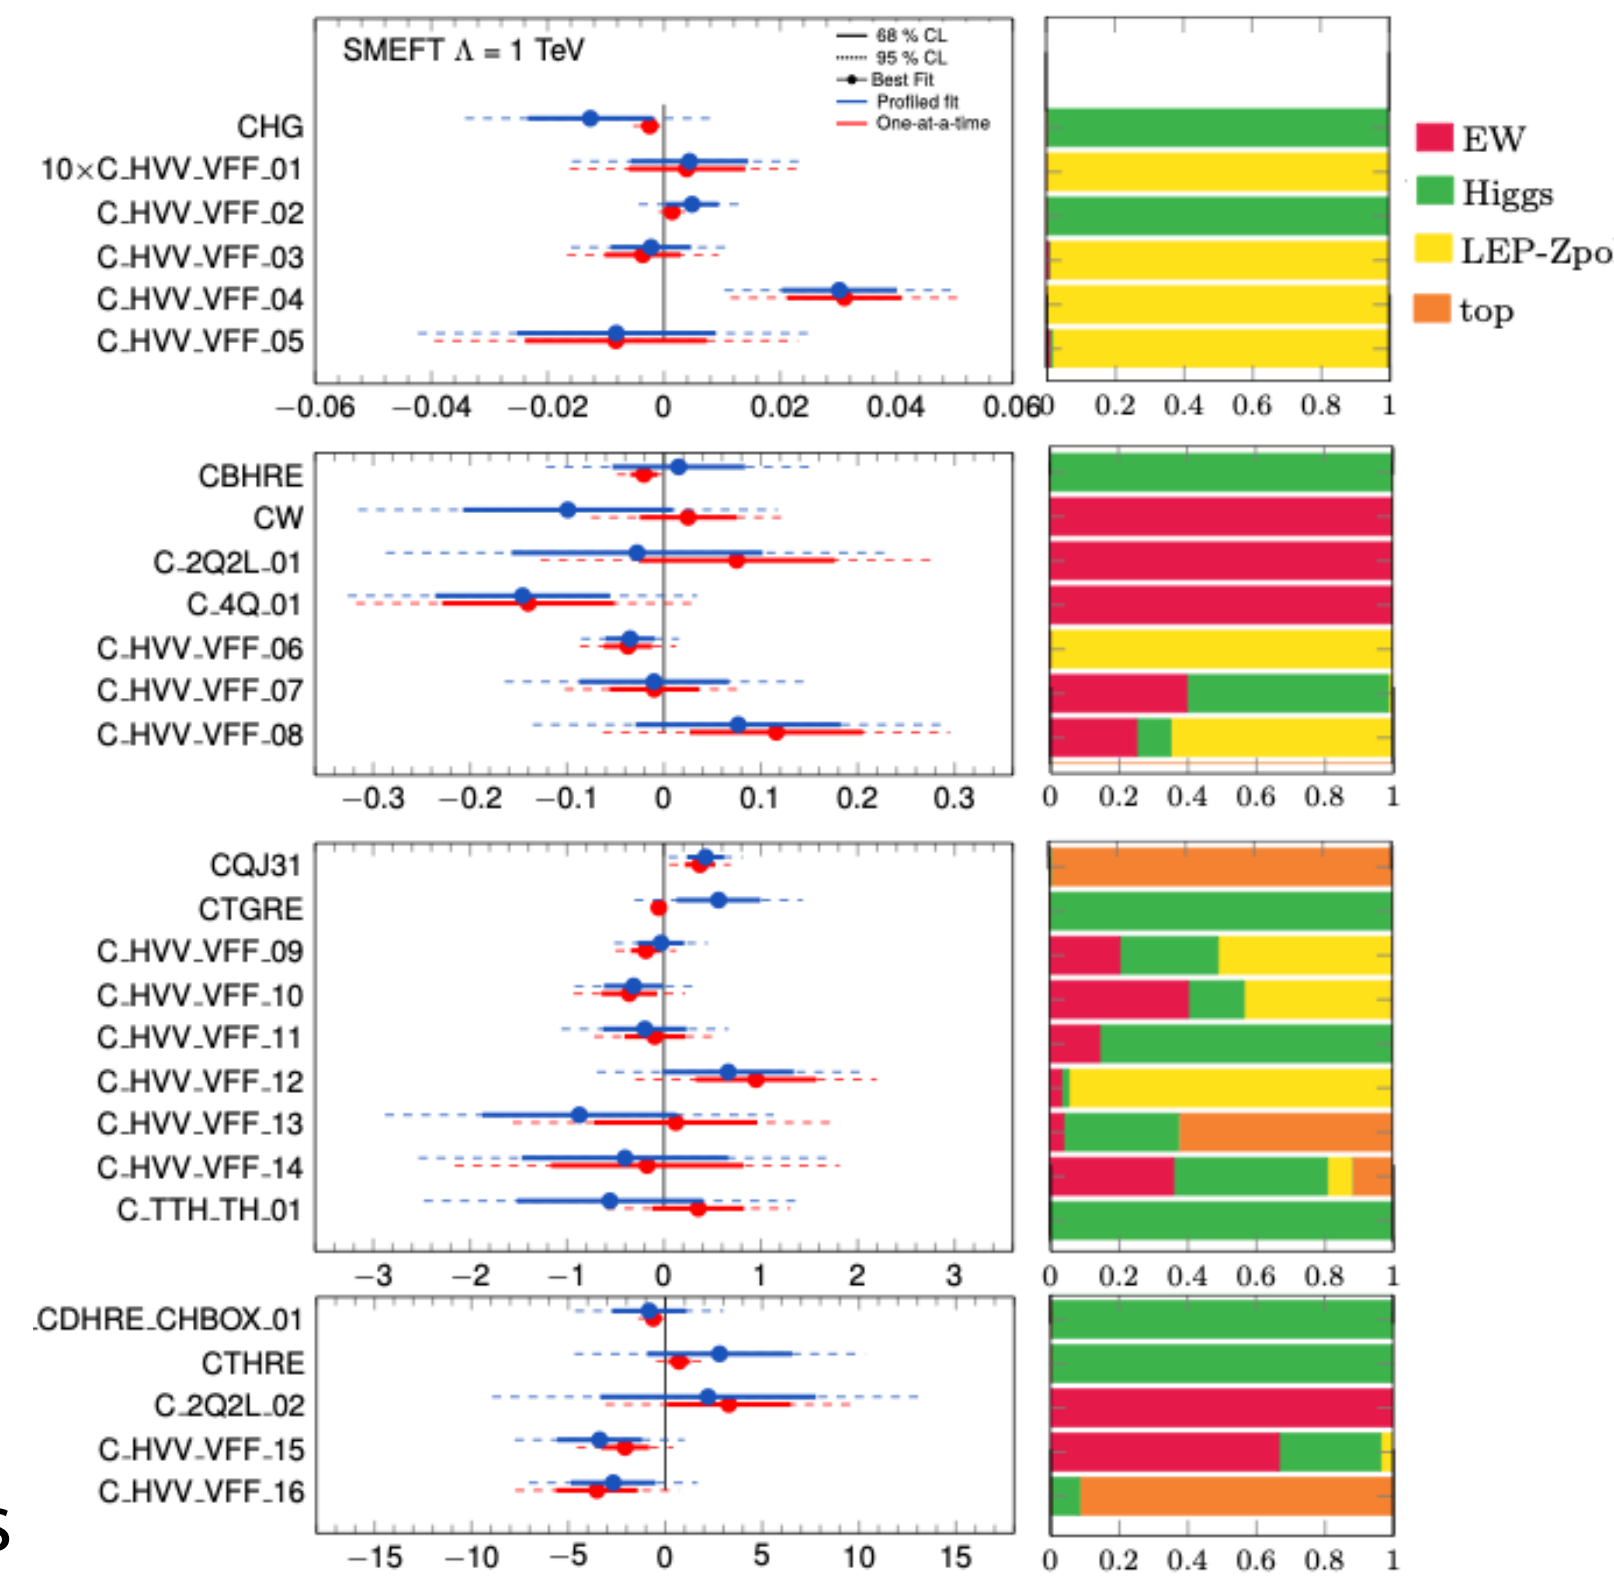 SMEFT Λ = 1 TeV
68 % CL
95 % CL
Best Fit
Profiled fit
One-at-a-time
CHG
10×C_HVV_VFF_01
C_HVV_VFF_02
C_HVV_VFF_03
C_HVV_VFF_04
C_HVV_VFF_05
−0.06 −0.04 −0.02 0 0.02 0.04 0.06
0 0.2 0.4 0.6 0.8 1
EW
Higgs
LEP-Zpo
top
CBHRE
CW
C_2Q2L_01
C_4Q_01
C_HVV_VFF_06
C_HVV_VFF_07
C_HVV_VFF_08
−0.3 −0.2 −0.1 0 0.1 0.2 0.3
0 0.2 0.4 0.6 0.8 1
CQJ31
CTGRE
C_HVV_VFF_09
C_HVV_VFF_10
C_HVV_VFF_11
C_HVV_VFF_12
C_HVV_VFF_13
C_HVV_VFF_14
C_TTH_TH_01
−3 −2 −1 0 1 2 3
0 0.2 0.4 0.6 0.8 1
_CDHRE_CHBOX_01
CTHRE
C_2Q2L_02
C_HVV_VFF_15
C_HVV_VFF_16
−15 −10 −5 0 5 10 15
0 0.2 0.4 0.6 0.8 1
s